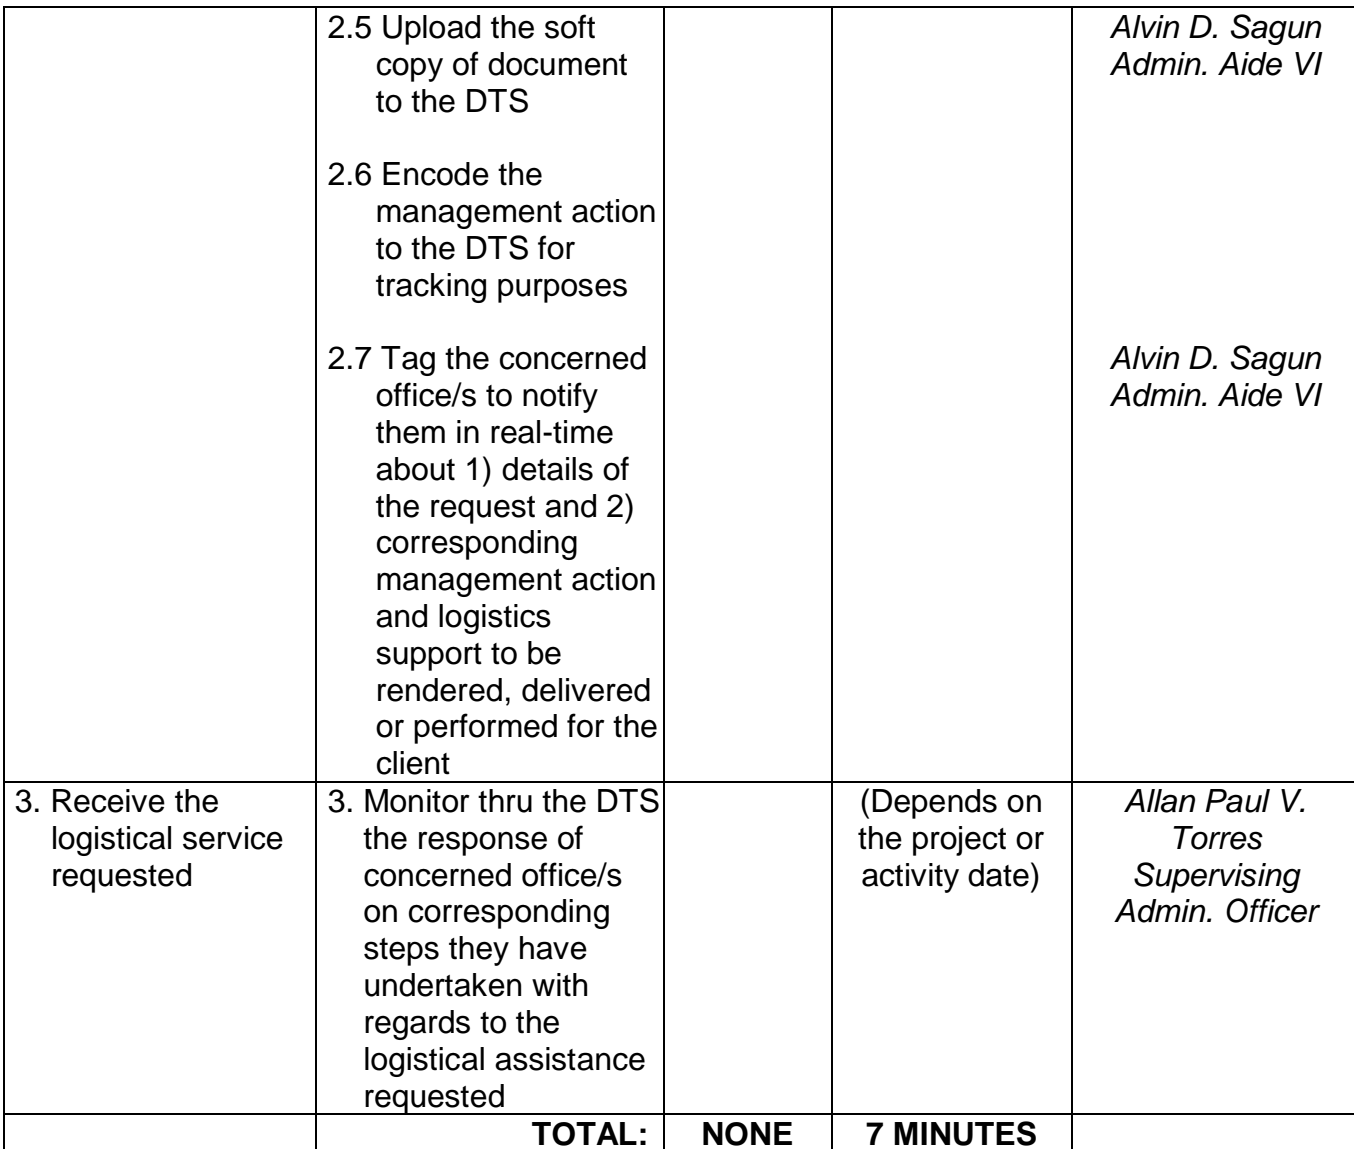 2.5 Upload the soft
copy of document
to the DTS
Alvin D. Sagun
Admin. Aide VI
2.6 Encode the
management action
to the DTS for
tracking purposes
2.7 Tag the concerned
office/s to notify
them in real-time
about 1) details of
the request and 2)
corresponding
management action
and logistics
support to be
rendered, delivered
or performed for the
client
Alvin D. Sagun
Admin. Aide VI
3. Receive the
logistical service
requested
3. Monitor thru the DTS
the response of
concerned office/s
on corresponding
steps they have
undertaken with
regards to the
logistical assistance
requested
(Depends on
the project or
activity date)
Allan Paul V.
Torres
Supervising
Admin. Officer
TOTAL:
NONE
7 MINUTES